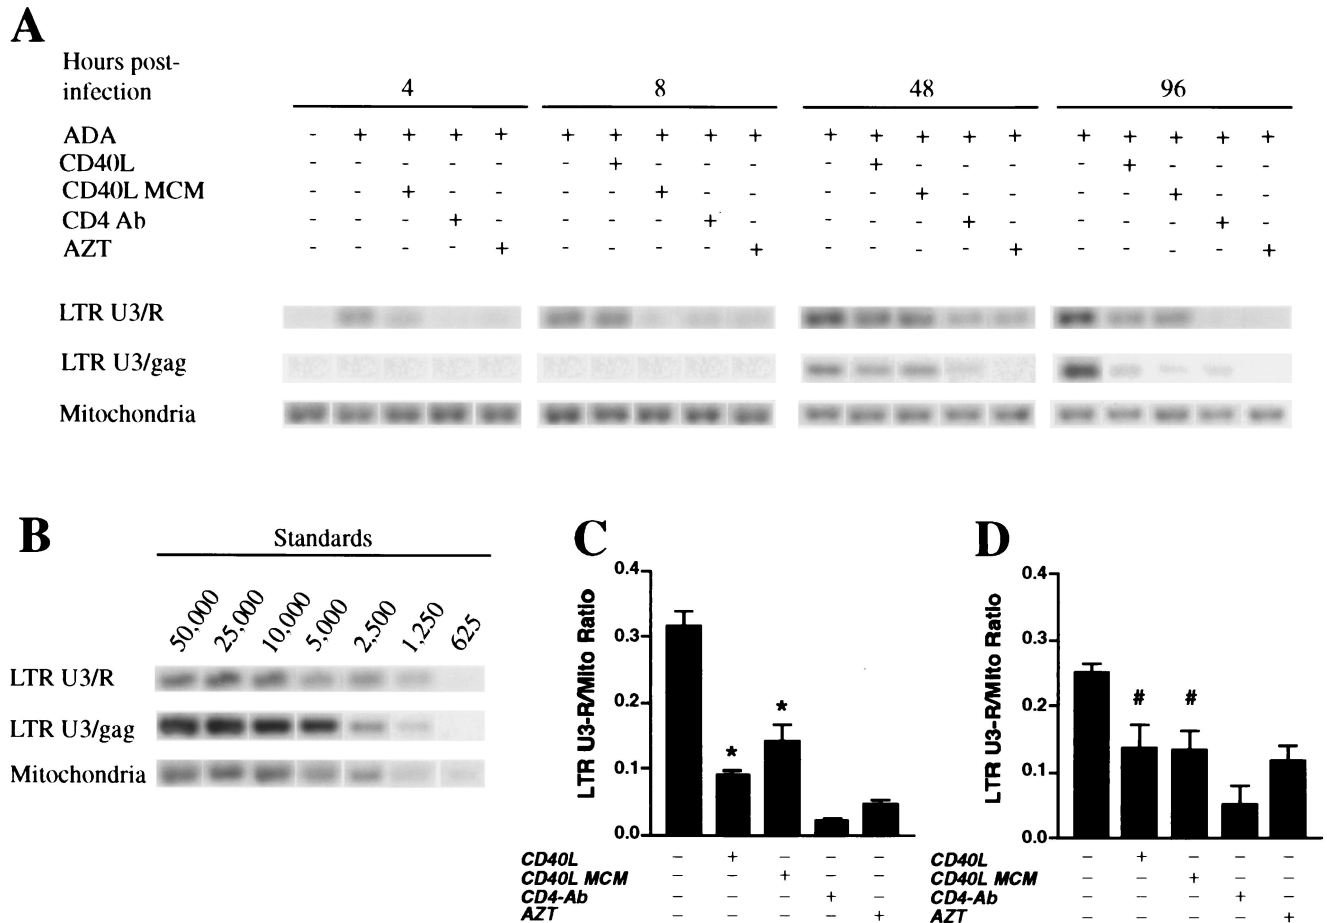 A
Hours post-
infection 4 8 48 96
ADA - + + + + + + + + + + + + + + + + + + +
CD40L - - - - - - + - - - - + - - - - + - - -
CD40L MCM - - + - - - - + - - - - + - - - - + - -
CD4 Ab - - - + - - - - + - - - - + - - - - + -
AZT - - - - + - - - - + - - - - + - - - - +
LTR U3/R
LTR U3/gag
Mitochondria
B
Standards
50,000 25,000 10,000 5,000 2,500 1,250 625
LTR U3/R
LTR U3/gag
Mitochondria
C
LTR U3-R/Mito Ratio
0.4
0.3
0.2
0.1
0.0
* *
CD40L – + – – –
CD40L MCM – – + – –
CD4-Ab – – – + –
AZT – – – – +
D
LTR U3-R/Mito Ratio
0.4
0.3
0.2
0.1
0.0
# #
CD40L – + – – –
CD40L MCM – – + – –
CD4-Ab – – – + –
AZT – – – – +